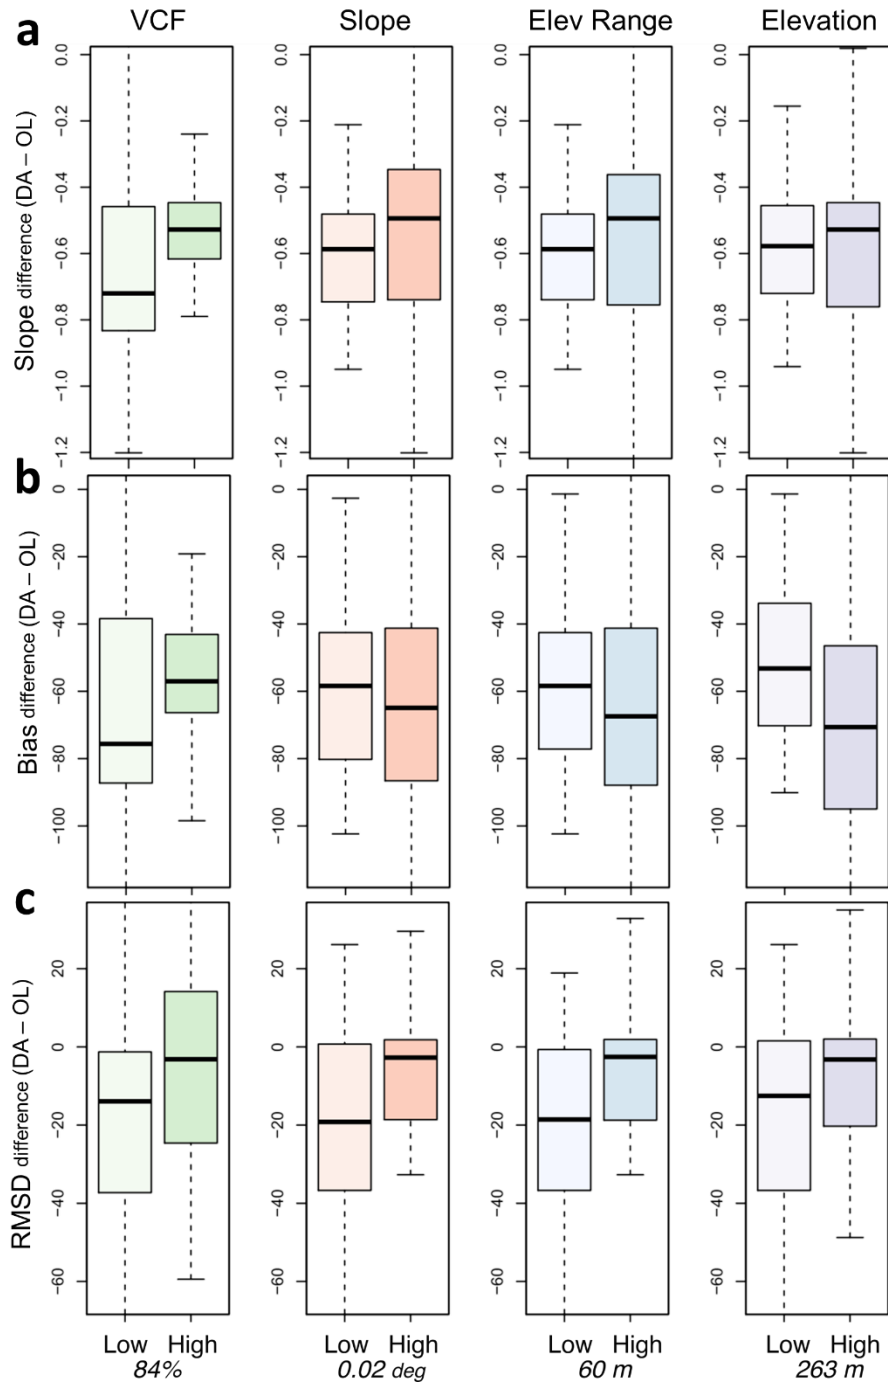 a VCF Slope Elev Range Elevation
Slope difference (DA – OL)
0.0 −0.2 −0.4 −0.6 −0.8 −1.0 −1.2
0.0 −0.2 −0.4 −0.6 −0.8 −1.0 −1.2
0.0 −0.2 −0.4 −0.6 −0.8 −1.0 −1.2
0.0 −0.2 −0.4 −0.6 −0.8 −1.0 −1.2
b
Bias difference (DA – OL)
0 −20 −40 −60 −80 −100
0 −20 −40 −60 −80 −100
0 −20 −40 −60 −80 −100
0 −20 −40 −60 −80 −100
c
RMSD difference (DA – OL)
20 0 −20 −40 −60
20 0 −20 −40 −60
20 0 −20 −40 −60
20 0 −20 −40 −60
Low High Low High Low High Low High
84% 0.02 deg 60 m 263 m